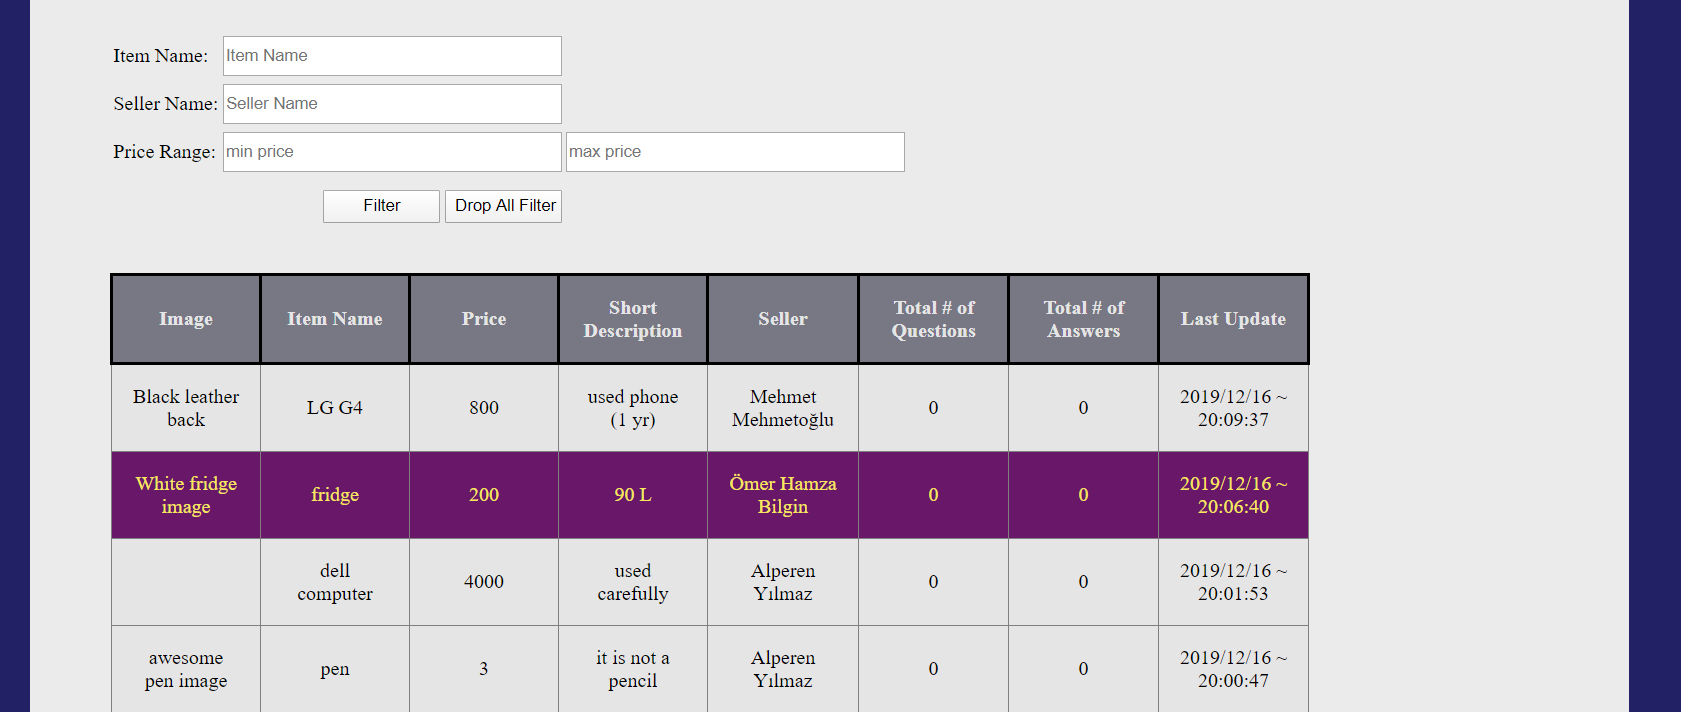 Item Name: Item Name
Seller Name: Seller Name
Price Range: min price max price
Filter Drop All Filter
Image Item Name Price Short Description Seller Total # of Questions Total # of Answers Last Update
Black leather back LG G4 800 used phone (1 yr) Mehmet Mehmetoğlu 0 0 2019/12/16 ~ 20:09:37
White fridge image fridge 200 90 L Ömer Hamza Bilgin 0 0 2019/12/16 ~ 20:06:40
dell computer 4000 used carefully Alperen Yılmaz 0 0 2019/12/16 ~ 20:01:53
awesome pen image pen 3 it is not a pencil Alperen Yılmaz 0 0 2019/12/16 ~ 20:00:47